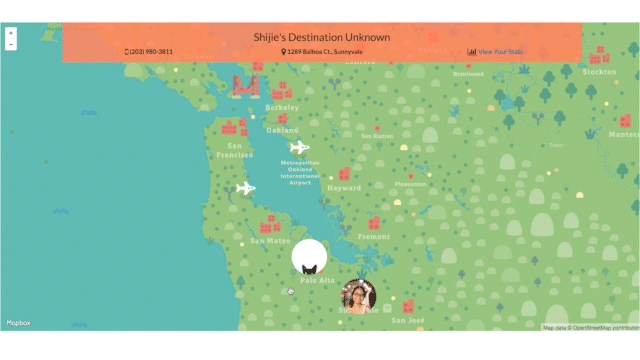 +
−
Shijie's Destination Unknown
(203) 980-3811
1289 Balboa Ct., Sunnyvale
View Your Stats
Stockton
Brentwood
Berkeley
Oakland
San Ramon
San
Francisco
Manteca
Tracy
Metropolitan
Oakland
International
Airport
Hayward
Pleasanton
San Mateo
Fremont
Palo Alto
San José
Mapbox
Map data © OpenStreetMap contributors